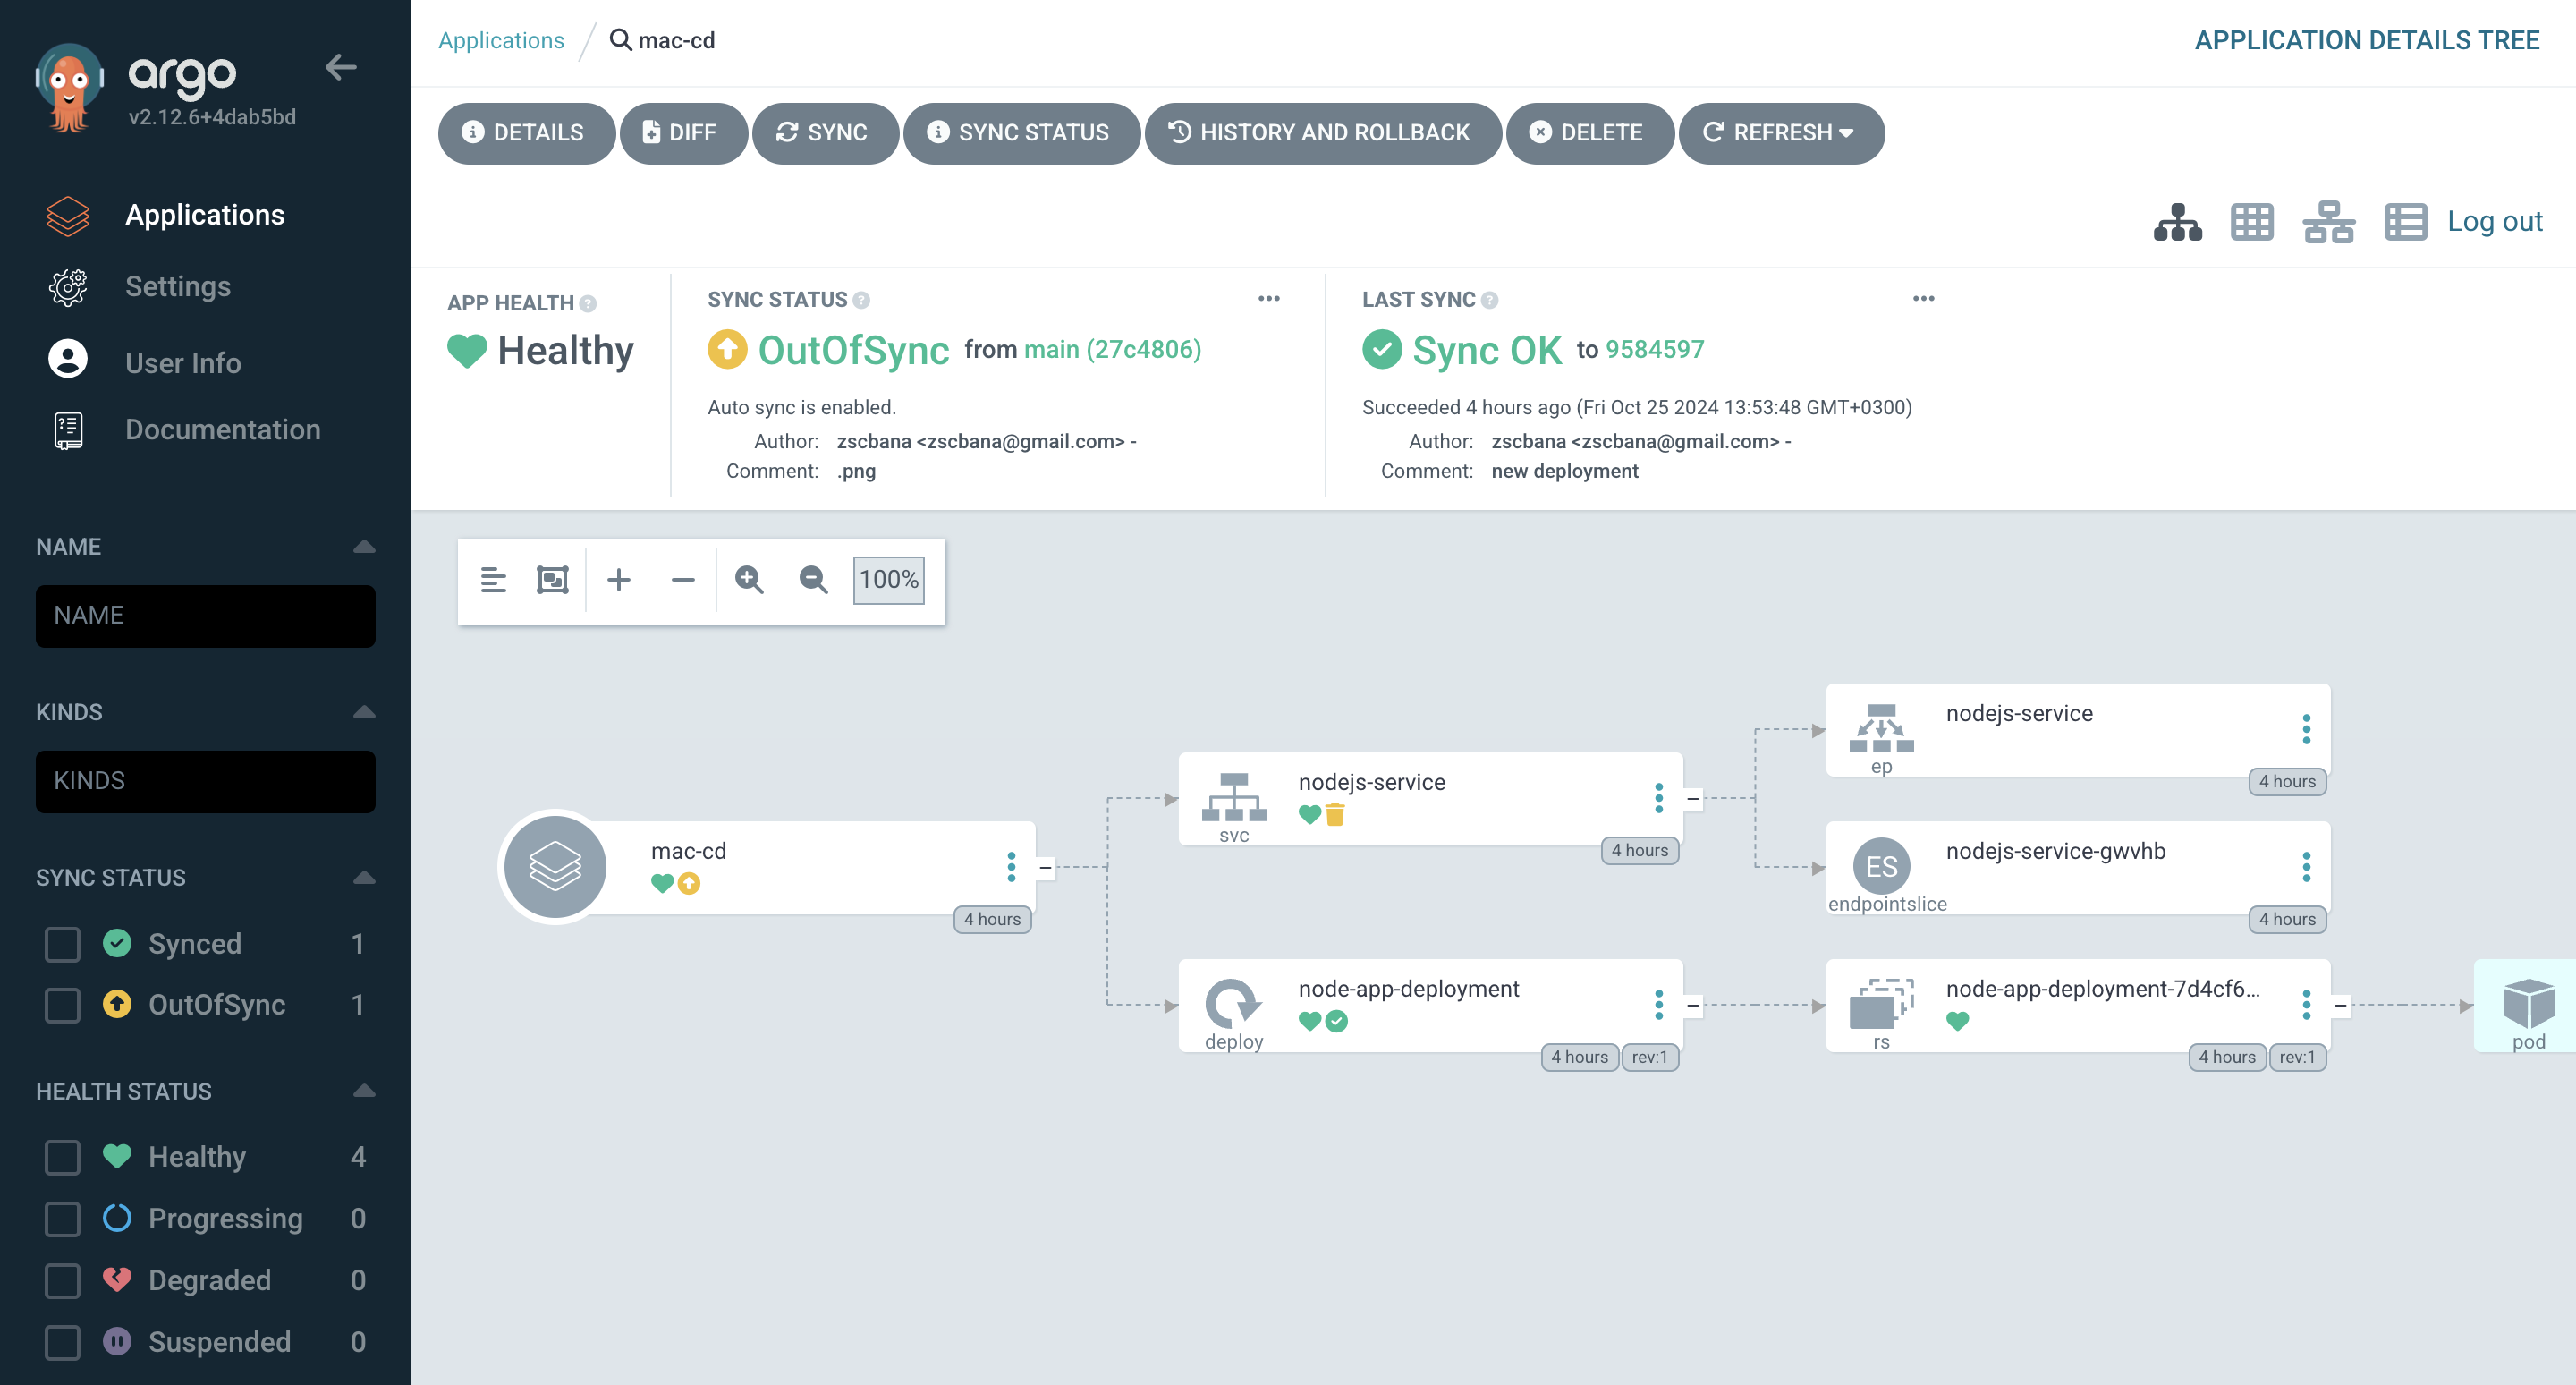 argo
v2.12.6+4dab5bd
Applications
Settings
User Info
Documentation
NAME
NAME
KINDS
KINDS
SYNC STATUS
Synced 1
OutOfSync 1
HEALTH STATUS
Healthy 4
Progressing 0
Degraded 0
Suspended 0
Applications / mac-cd
APPLICATION DETAILS TREE
DETAILS DIFF SYNC SYNC STATUS HISTORY AND ROLLBACK DELETE REFRESH
Log out
APP HEALTH ?
Healthy
SYNC STATUS ?
OutOfSync from main (27c4806)
Auto sync is enabled.
Author: zscbana <zscbana@gmail.com> -
Comment: .png
LAST SYNC ?
Sync OK to 9584597
Succeeded 4 hours ago (Fri Oct 25 2024 13:53:48 GMT+0300)
Author: zscbana <zscbana@gmail.com> -
Comment: new deployment
100%
mac-cd
4 hours
nodejs-service
svc
4 hours
node-app-deployment
deploy
4 hours rev:1
nodejs-service
ep
4 hours
ES
nodejs-service-gwvhb
endpointslice
4 hours
node-app-deployment-7d4cf6...
rs
4 hours rev:1
pod